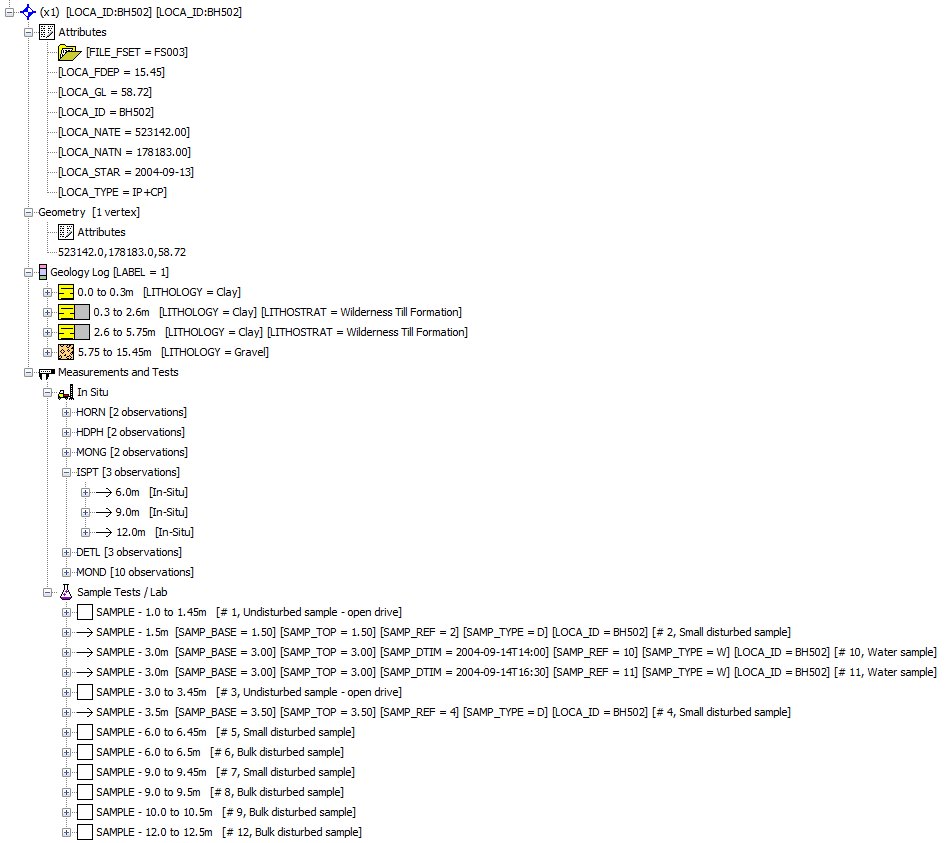 (x1) [LOCA_ID:BH502] [LOCA_ID:BH502]
Attributes
[FILE_FSET = FS003]
[LOCA_FDEP = 15.45]
[LOCA_GL = 58.72]
[LOCA_ID = BH502]
[LOCA_NATE = 523142.00]
[LOCA_NATN = 178183.00]
[LOCA_STAR = 2004-09-13]
[LOCA_TYPE = IP+CP]
Geometry [1 vertex]
Attributes
523142.0,178183.0,58.72
Geology Log [LABEL = 1]
0.0 to 0.3m [LITHOLOGY = Clay]
0.3 to 2.6m [LITHOLOGY = Clay] [LITHOSTRAT = Wilderness Till Formation]
2.6 to 5.75m [LITHOLOGY = Clay] [LITHOSTRAT = Wilderness Till Formation]
5.75 to 15.45m [LITHOLOGY = Gravel]
Measurements and Tests
In Situ
HORN [2 observations]
HDPH [2 observations]
MONG [2 observations]
ISPT [3 observations]
6.0m [In-Situ]
9.0m [In-Situ]
12.0m [In-Situ]
DETL [3 observations]
MOND [10 observations]
Sample Tests / Lab
SAMPLE - 1.0 to 1.45m [# 1, Undisturbed sample - open drive]
SAMPLE - 1.5m [SAMP_BASE = 1.50] [SAMP_TOP = 1.50] [SAMP_REF = 2] [SAMP_TYPE = D] [LOCA_ID = BH502] [# 2, Small disturbed sample]
SAMPLE - 3.0m [SAMP_BASE = 3.00] [SAMP_TOP = 3.00] [SAMP_DTIM = 2004-09-14T14:00] [SAMP_REF = 10] [SAMP_TYPE = W] [LOCA_ID = BH502] [# 10, Water sample]
SAMPLE - 3.0m [SAMP_BASE = 3.00] [SAMP_TOP = 3.00] [SAMP_DTIM = 2004-09-14T16:30] [SAMP_REF = 11] [SAMP_TYPE = W] [LOCA_ID = BH502] [# 11, Water sample]
SAMPLE - 3.0 to 3.45m [# 3, Undisturbed sample - open drive]
SAMPLE - 3.5m [SAMP_BASE = 3.50] [SAMP_TOP = 3.50] [SAMP_REF = 4] [SAMP_TYPE = D] [LOCA_ID = BH502] [# 4, Small disturbed sample]
SAMPLE - 6.0 to 6.45m [# 5, Small disturbed sample]
SAMPLE - 6.0 to 6.5m [# 6, Bulk disturbed sample]
SAMPLE - 9.0 to 9.45m [# 7, Small disturbed sample]
SAMPLE - 9.0 to 9.5m [# 8, Bulk disturbed sample]
SAMPLE - 10.0 to 10.5m [# 9, Bulk disturbed sample]
SAMPLE - 12.0 to 12.5m [# 12, Bulk disturbed sample]